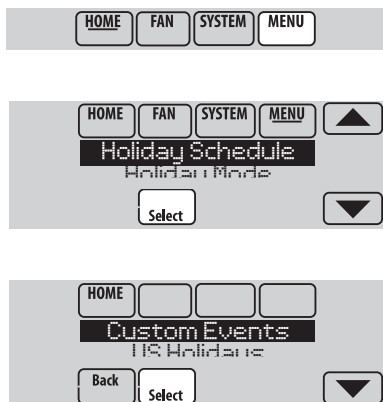 HOME FAN SYSTEM MENU
HOME FAN SYSTEM MENU
Holiday Schedule
Holiday Mode
Select
HOME
Custom Events
US Holidays
Back Select